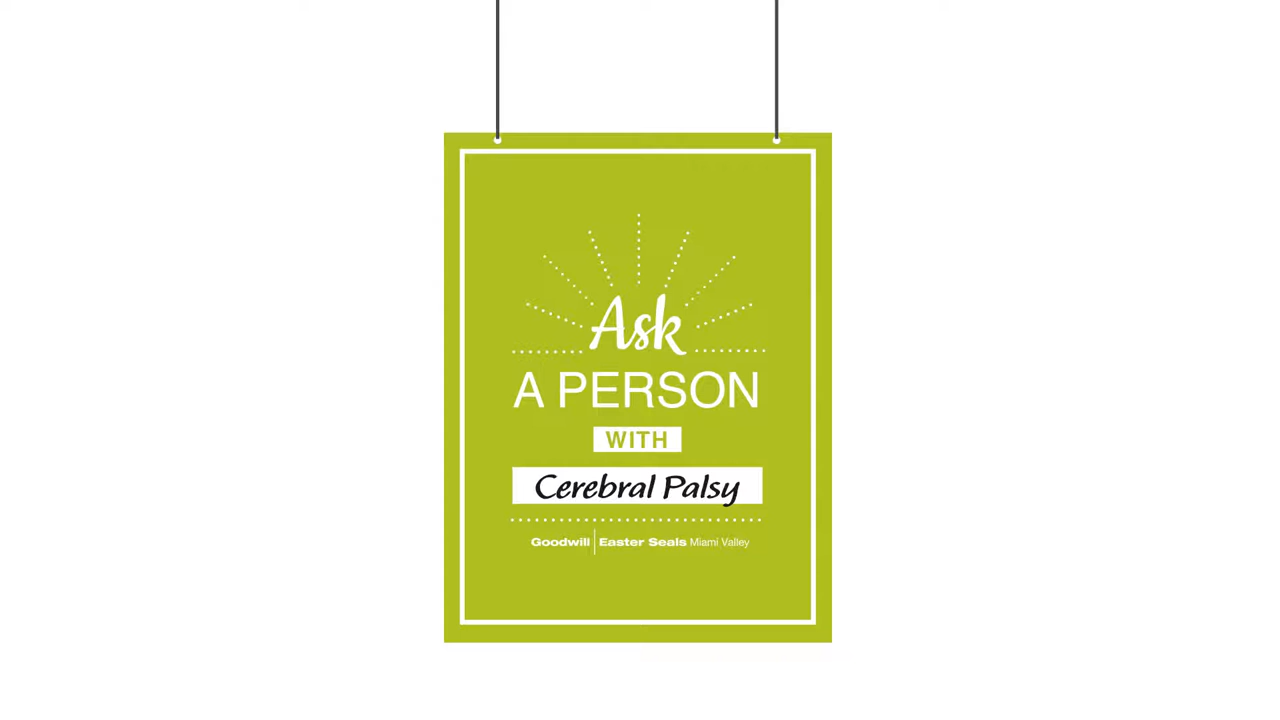 Ask
A PERSON
WITH
Cerebral Palsy
Goodwill | Easter Seals Miami Valley